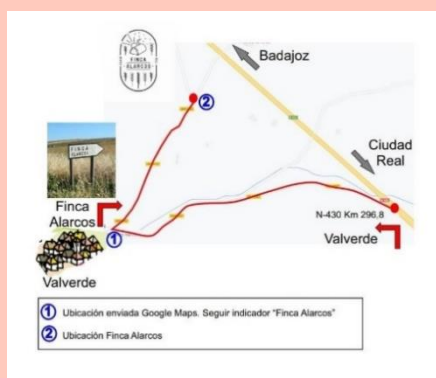 FINCA
ALARCOS
Badajoz
2
FINCA
ALARCOS
Ciudad
Real
Finca
Alarcos
N-430 Km 296,8
Valverde
1
Valverde
1 Ubicación enviada Google Maps. Seguir indicador "Finca Alarcos"
2 Ubicación Finca Alarcos